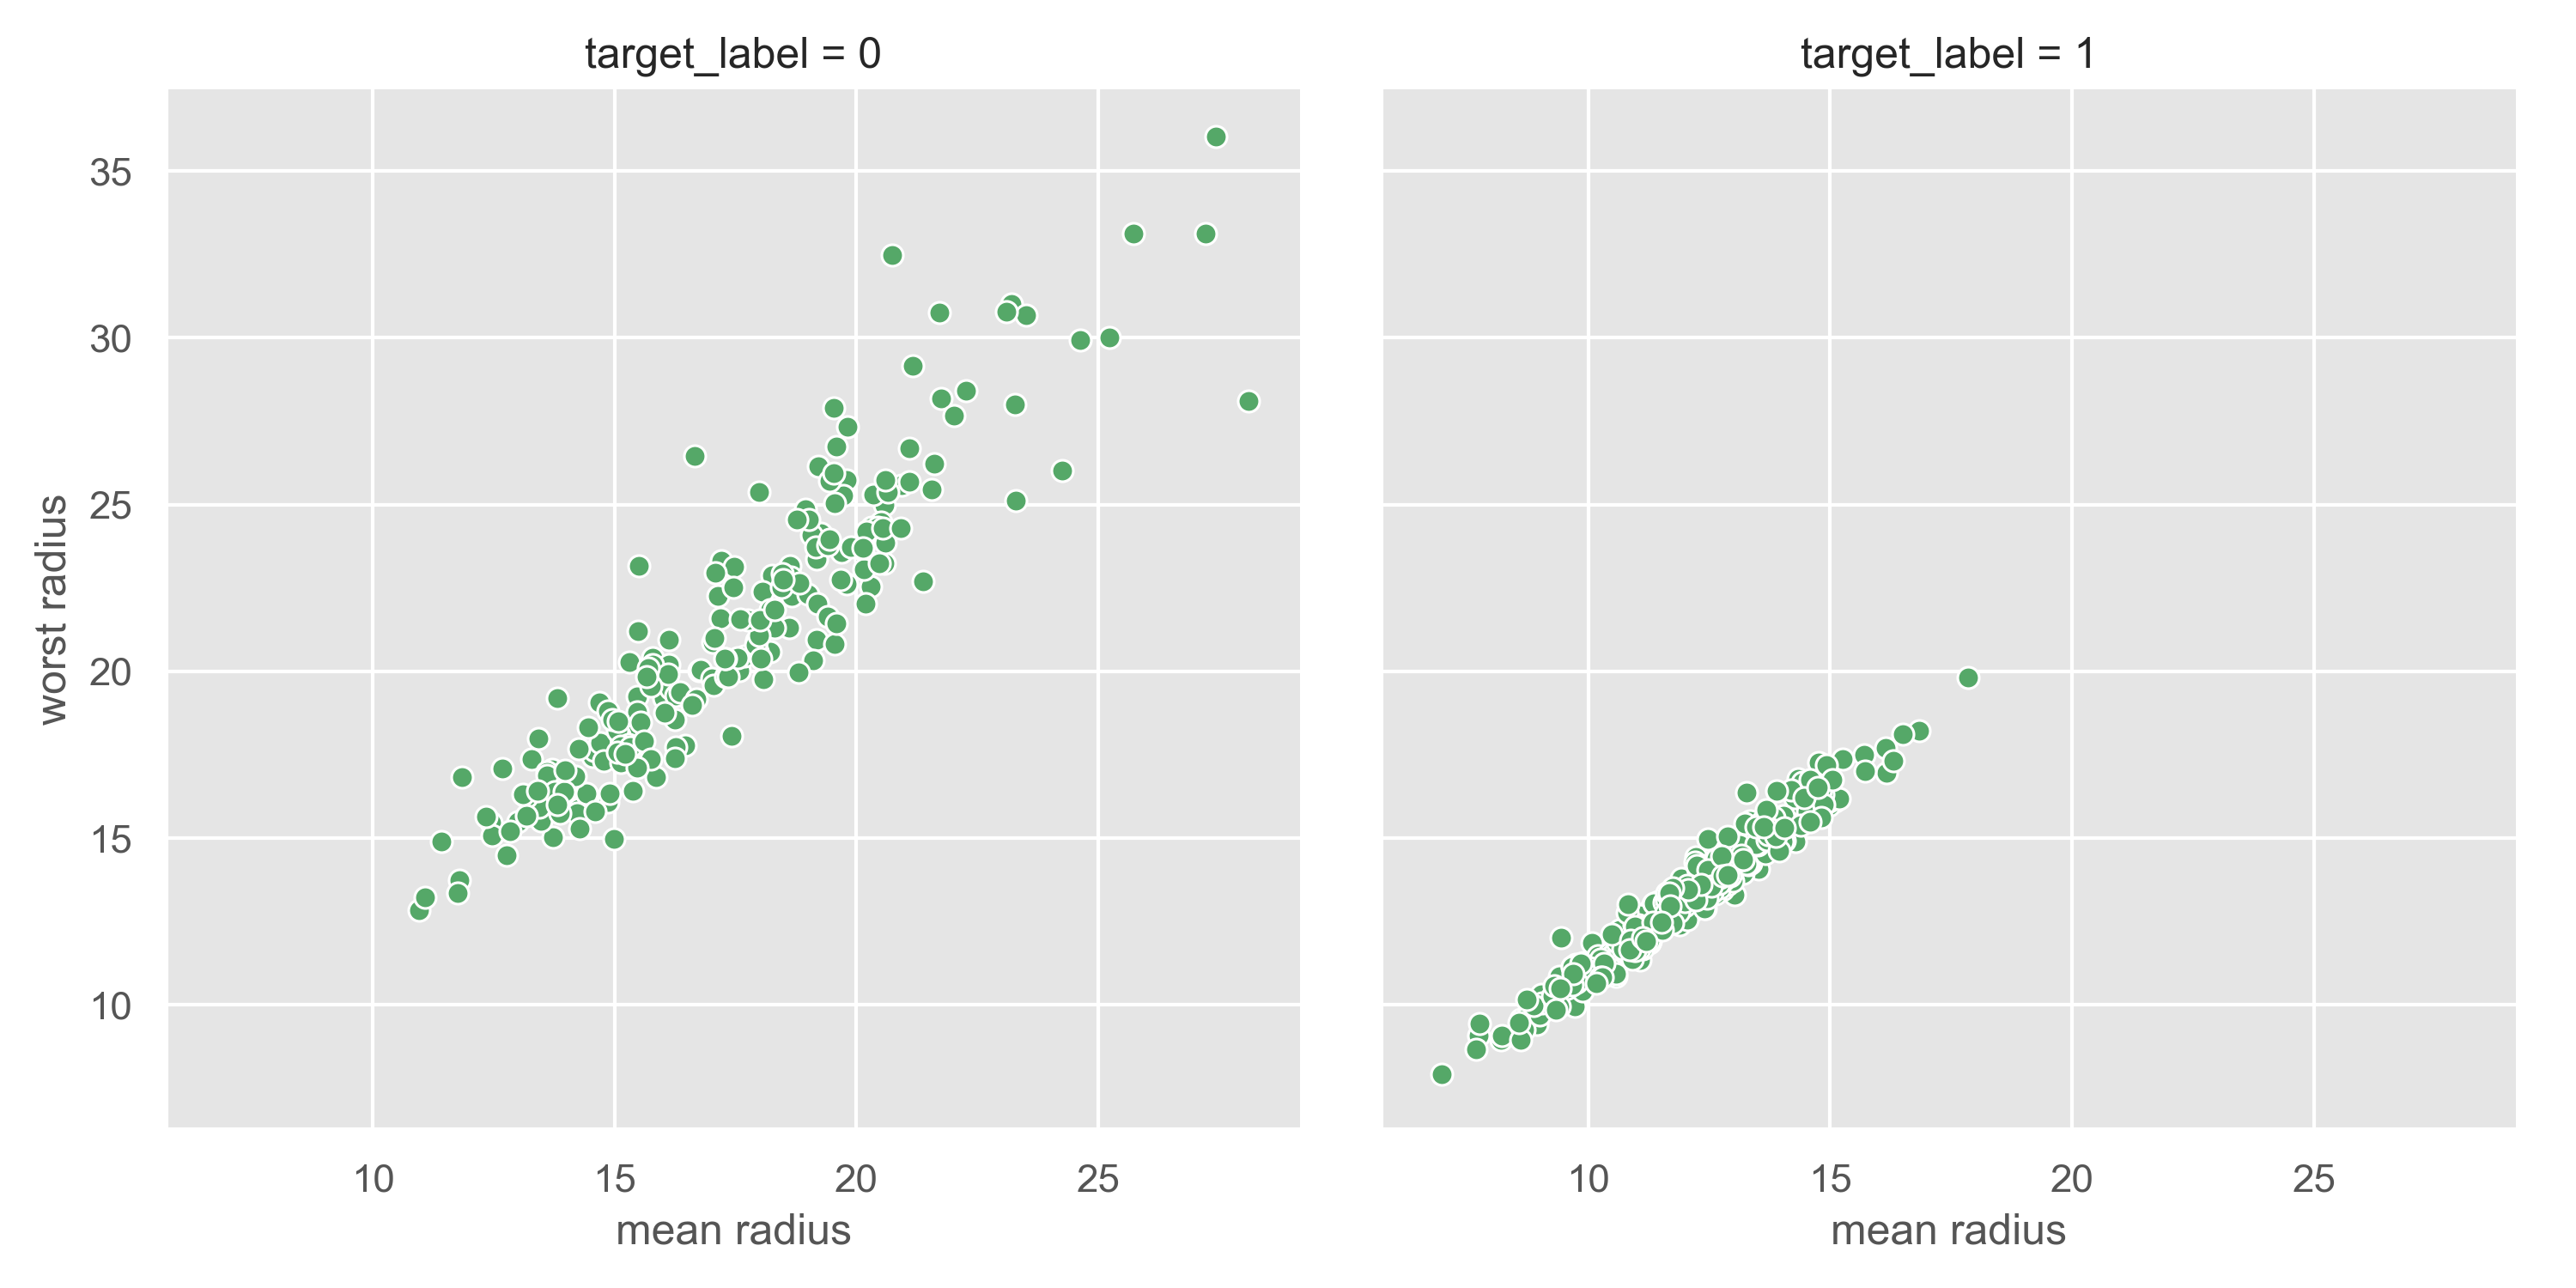 target_label = 0
target_label = 1
35
30
25
20
15
10
worst radius
10 15 20 25
10 15 20 25
mean radius
mean radius